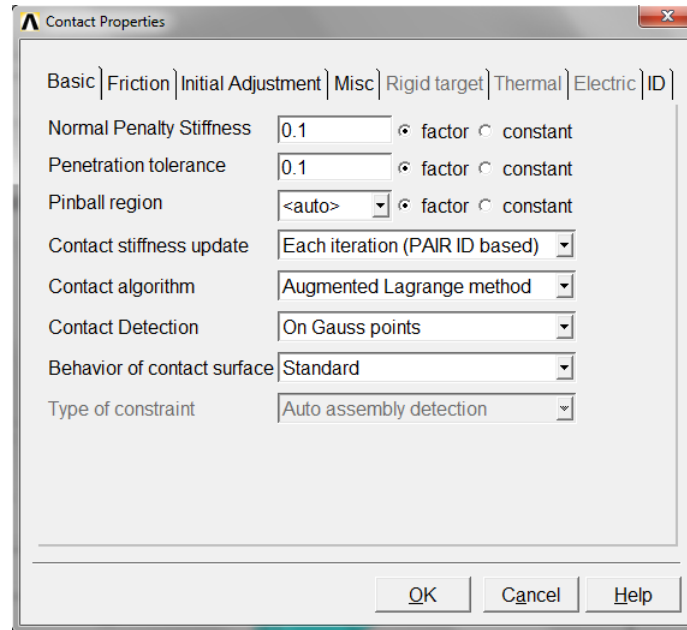 Contact Properties
Basic Friction Initial Adjustment Misc Rigid target Thermal Electric ID
Normal Penalty Stiffness 0.1 factor constant
Penetration tolerance 0.1 factor constant
Pinball region <auto> factor constant
Contact stiffness update Each iteration (PAIR ID based)
Contact algorithm Augmented Lagrange method
Contact Detection On Gauss points
Behavior of contact surface Standard
Type of constraint Auto assembly detection
OK Cancel Help